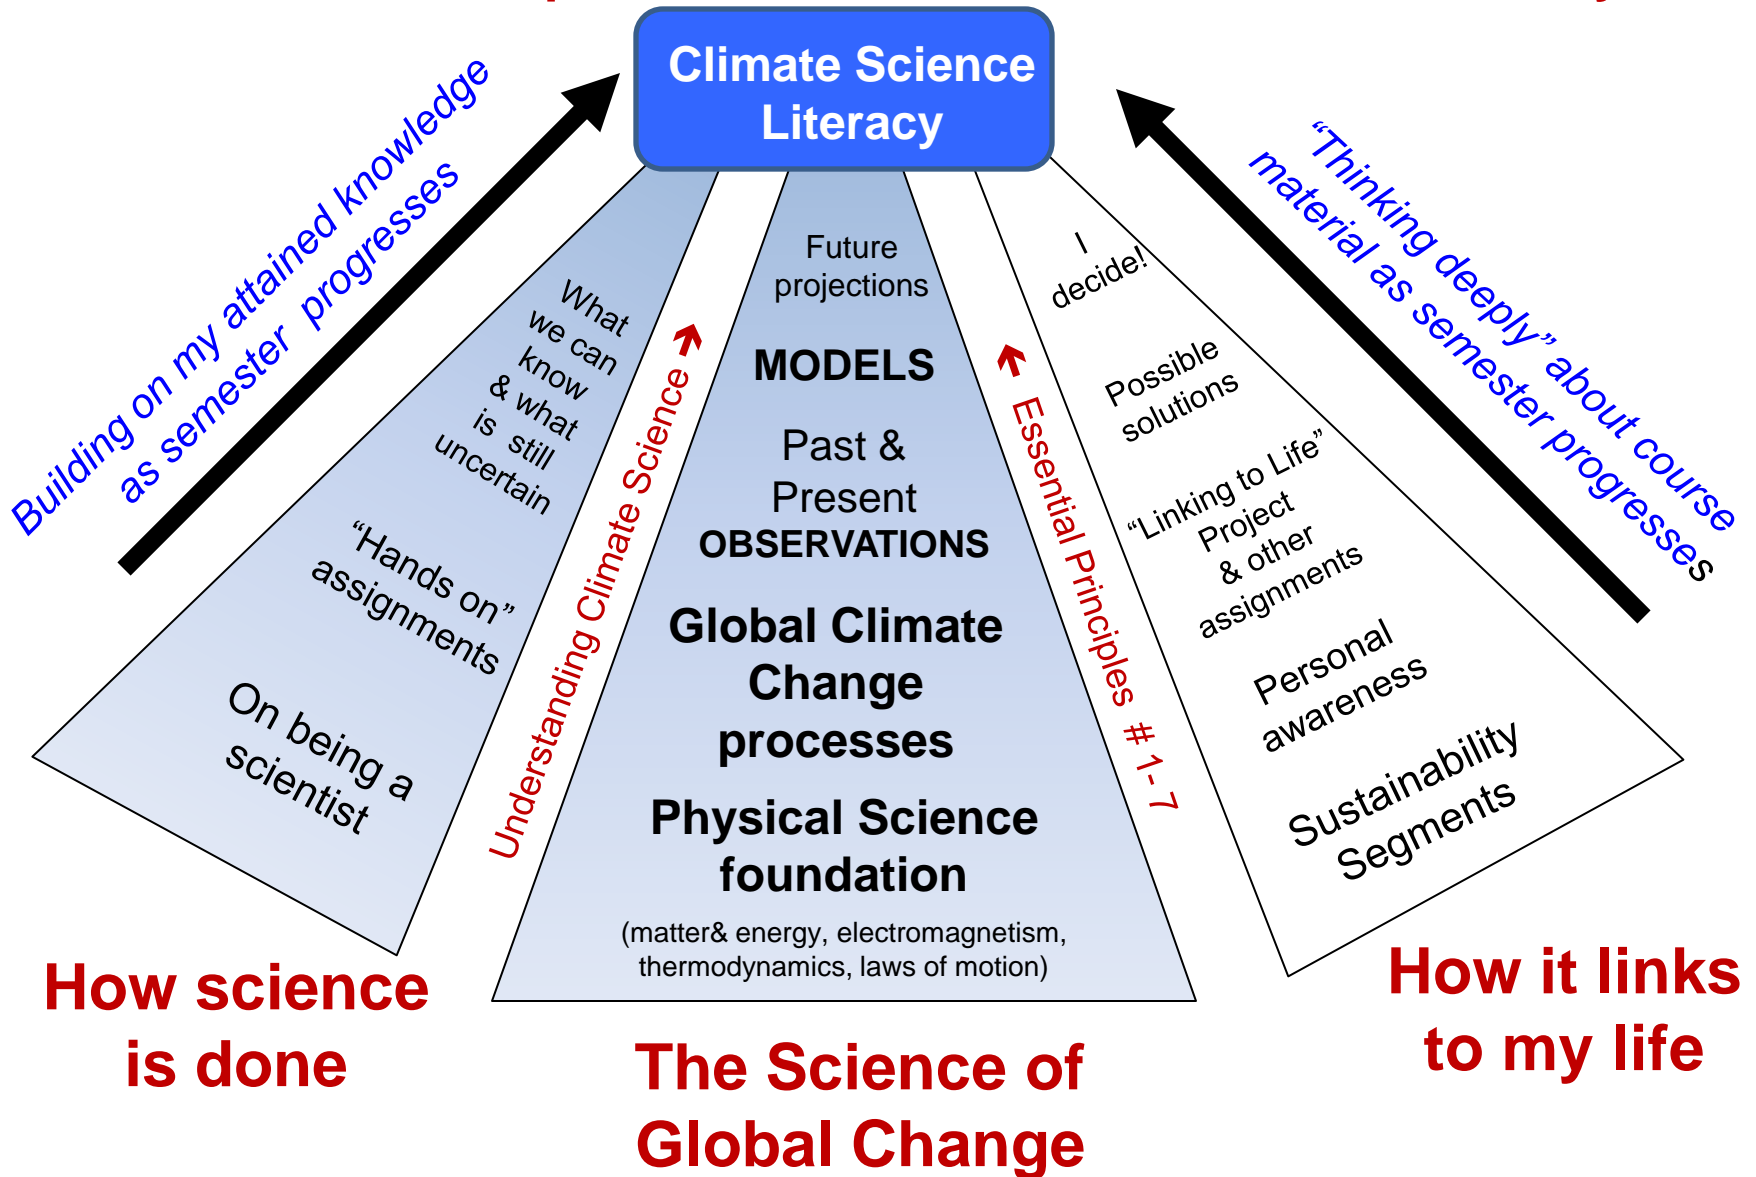 Climate Science
Literacy
Building on my attained knowledge
as semester progresses
“Thinking deeply” about course
material as semester progresses
What
we can
know
& what
is still
uncertain
“Hands on”
assignments
On being a
scientist
Understanding Climate Science →
Future
projections
MODELS
Past &
Present
OBSERVATIONS
Global Climate
Change
processes
Physical Science
foundation
(matter& energy, electromagnetism,
thermodynamics, laws of motion)
← Essential Principles # 1- 7
I
decide!
Possible
solutions
“Linking to Life”
Project
& other
assignments
Personal
awareness
Sustainability
Segments
How science
is done
The Science of
Global Change
How it links
to my life